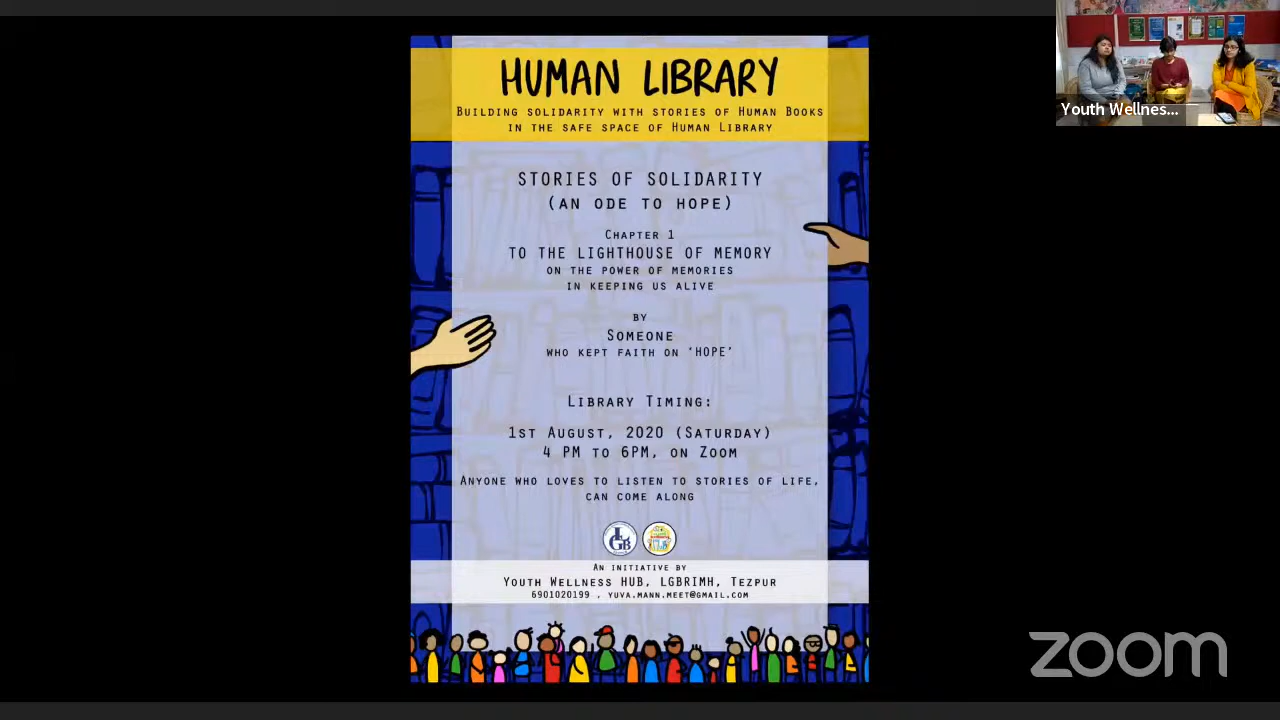 HUMAN LIBRARY
BUILDING SOLIDARITY WITH STORIES OF HUMAN BOOKS
IN THE SAFE SPACE OF HUMAN LIBRARY
STORIES OF SOLIDARITY
(AN ODE TO HOPE)
CHAPTER 1
TO THE LIGHTHOUSE OF MEMORY
ON THE POWER OF MEMORIES
IN KEEPING US ALIVE
BY
SOMEONE
WHO KEPT FAITH ON 'HOPE'
LIBRARY TIMING:
1ST AUGUST, 2020 (SATURDAY)
4 PM TO 6PM, ON ZOOM
ANYONE WHO LOVES TO LISTEN TO STORIES OF LIFE,
CAN COME ALONG
LGB
AN INITIATIVE BY
YOUTH WELLNESS HUB, LGBRIMH, TEZPUR
6901020199 , YUVA.MANN.MEET@GMAIL.COM
Youth Wellnes...
zoom